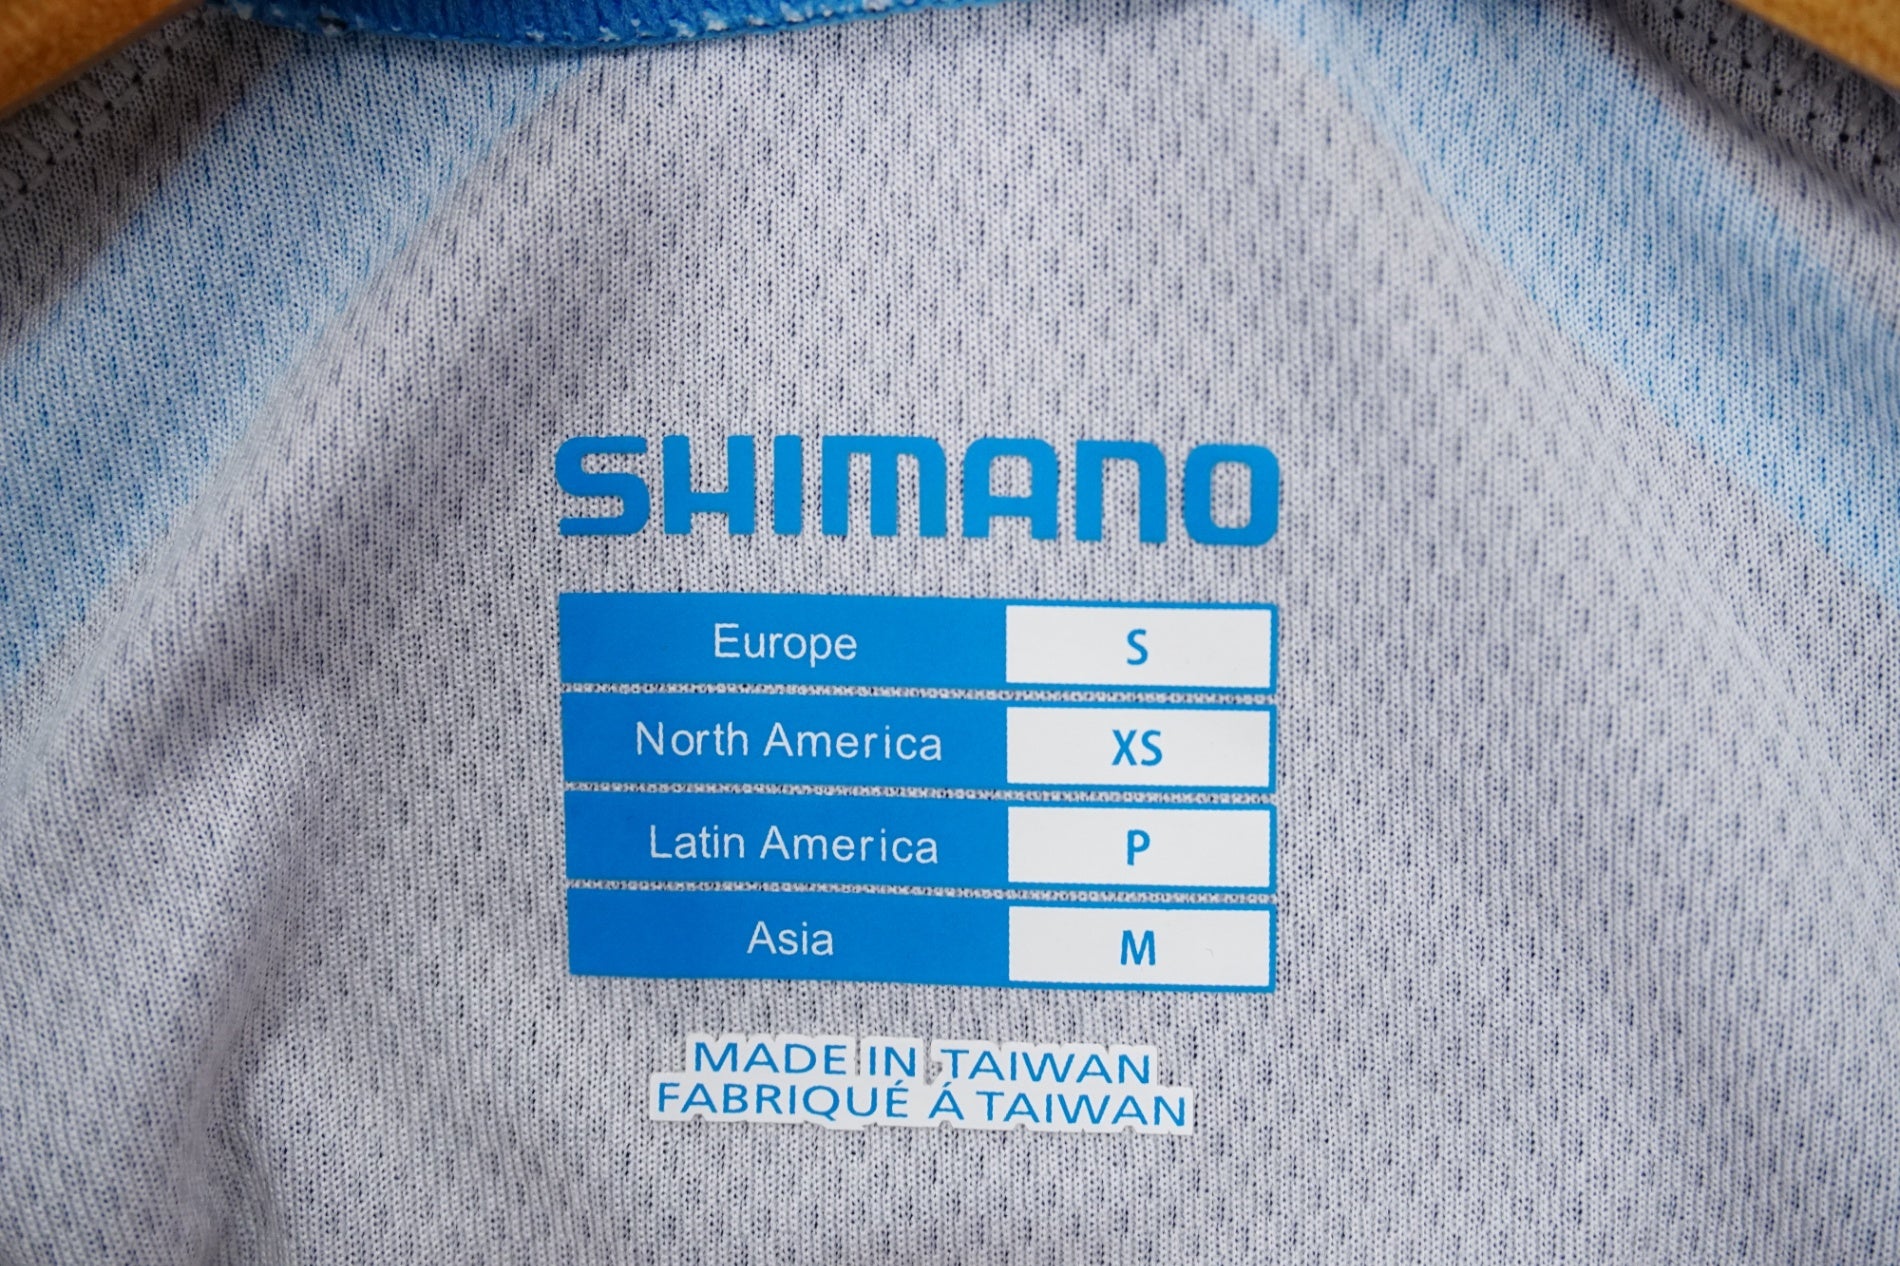 SHIMANO
Europe S
North America XS
Latin America P
Asia M
MADE IN TAIWAN
FABRIQUÉ Á TAIWAN